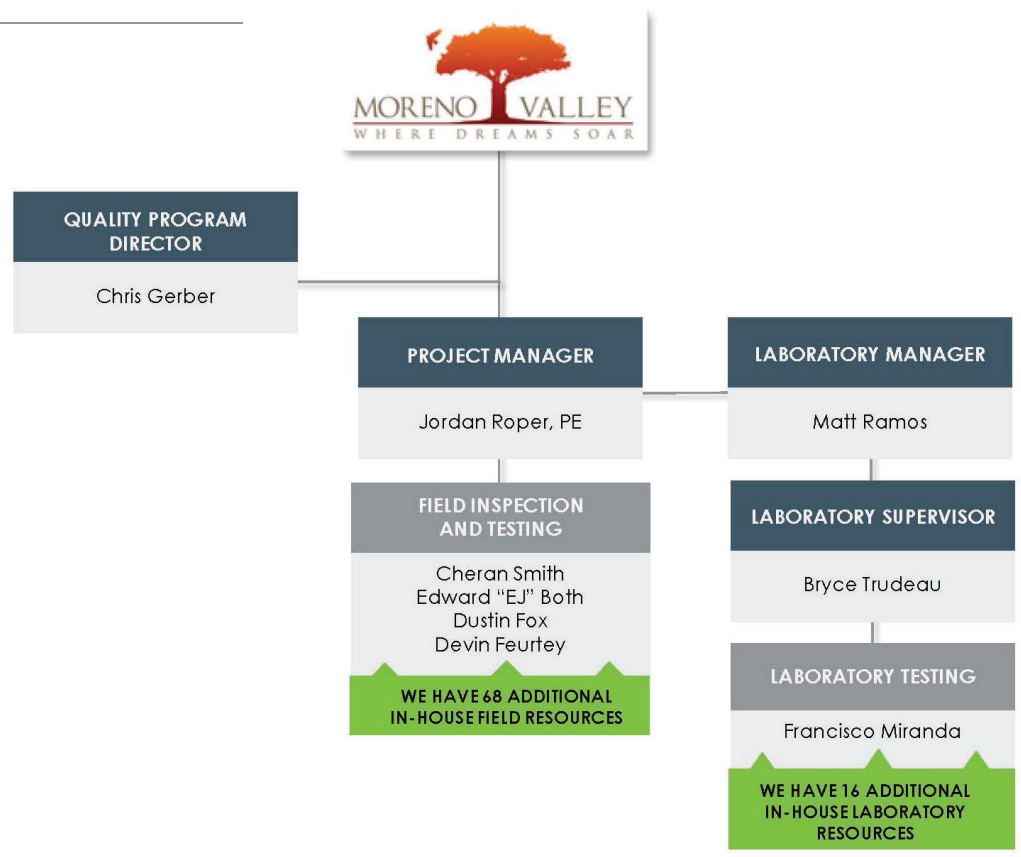 MORENO VALLEY
WHERE DREAMS SOAR
QUALITY PROGRAM
DIRECTOR
Chris Gerber
PROJECT MANAGER
Jordan Roper, PE
LABORATORY MANAGER
Matt Ramos
FIELD INSPECTION
AND TESTING
Cheran Smith
Edward “EJ” Both
Dustin Fox
Devin Feurtey
WE HAVE 68 ADDITIONAL
IN-HOUSE FIELD RESOURCES
LABORATORY SUPERVISOR
Bryce Trudeau
LABORATORY TESTING
Francisco Miranda
WE HAVE 16 ADDITIONAL
IN-HOUSE LABORATORY
RESOURCES